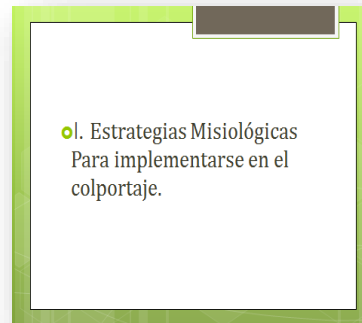 I. Estrategias Misiológicas
Para implementarse en el
colportaje.